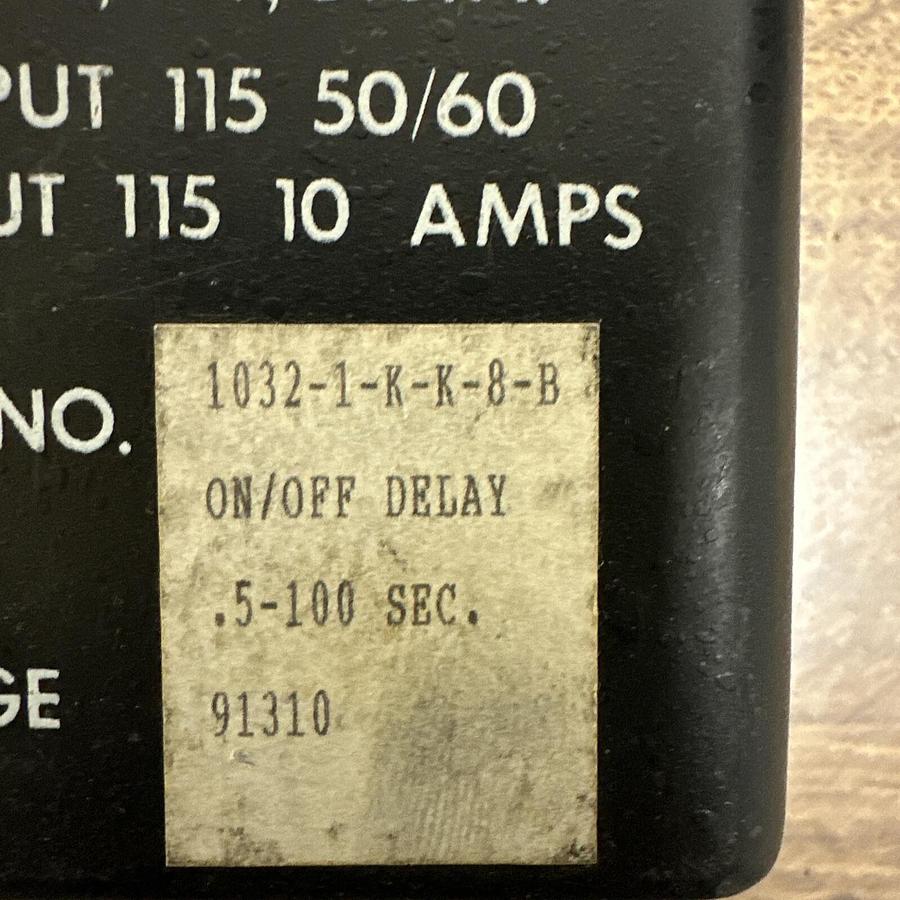 PUT 115 50/60
UT 115 10 AMPS
1032-1-K-K-8-B
NO.
ON/OFF DELAY
.5-100 SEC.
GE
91310